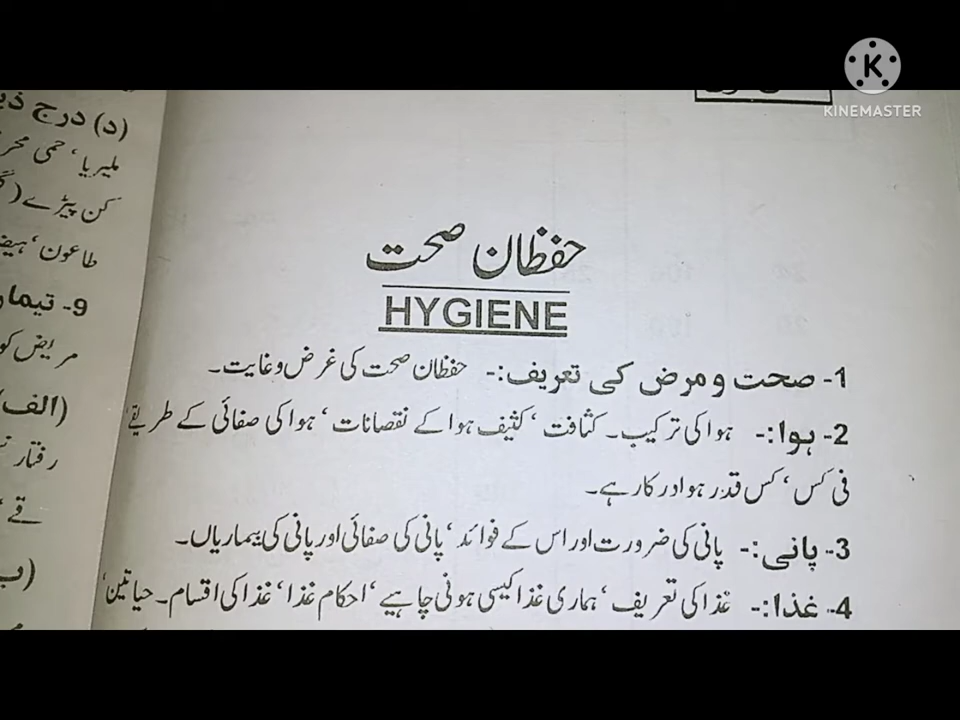 KINEMASTER
حفظان صحت
HYGIENE
1- صحت و مرض کی تعریف:- حفظان صحت کی غرض و غایت۔
2- ہوا:- ہوا کی ترکیب۔ کثافت، کثیف ہوا کے نقصانات، ہوا کی صفائی کے طریقے
فی کس، کس قدر ہوا درکار ہے۔
3- پانی:- پانی کی ضرورت اور اس کے فوائد، پانی کی صفائی اور پانی کی بیماریاں۔
4- غذا:- غذا کی تعریف، ہماری غذا کیسی ہونی چاہیے، احکام غذا، غذا کی اقسام۔ حیاتین،
(د) درج
ملیریا، حمی
کن پیڑے (
طاعون،
9-
مریض کو
(الف)
رفتار
قے،
(ب